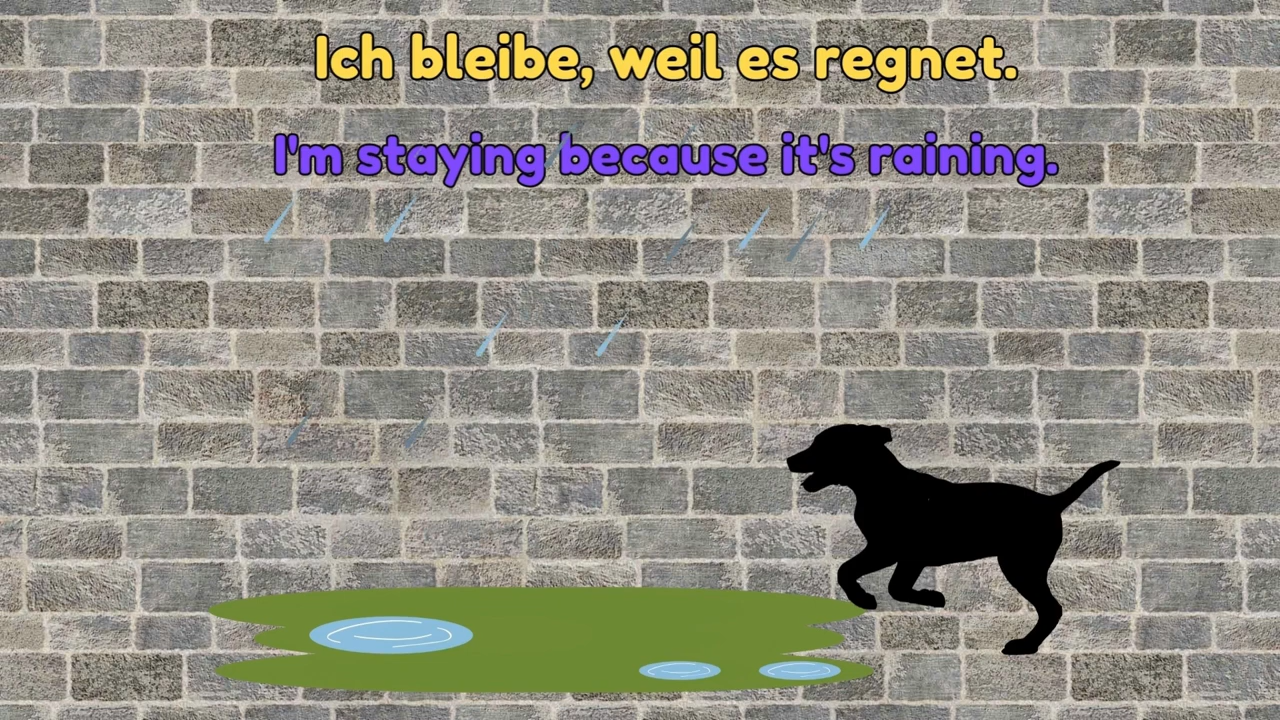 Ich bleibe, weil es regnet.
I'm staying because it's raining.